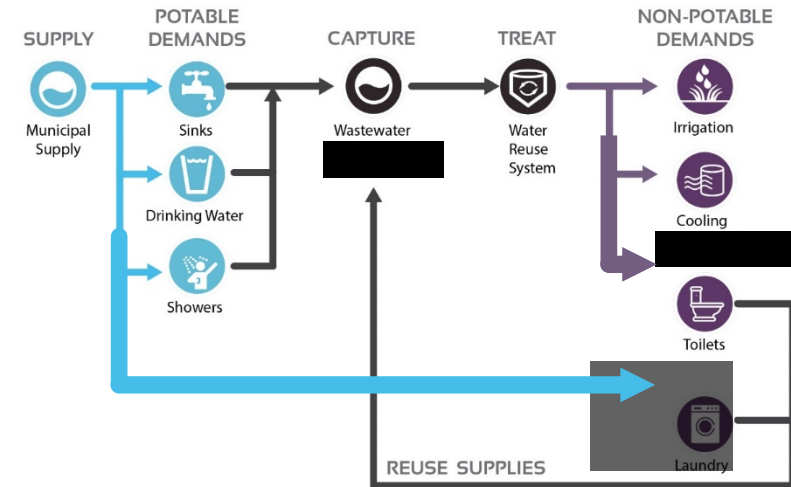 SUPPLY
POTABLE
DEMANDS
CAPTURE
TREAT
NON-POTABLE
DEMANDS
Municipal
Supply
Sinks
Wastewater
Water
Reuse
System
Irrigation
Drinking Water
Cooling
Showers
Toilets
Laundry
REUSE SUPPLIES